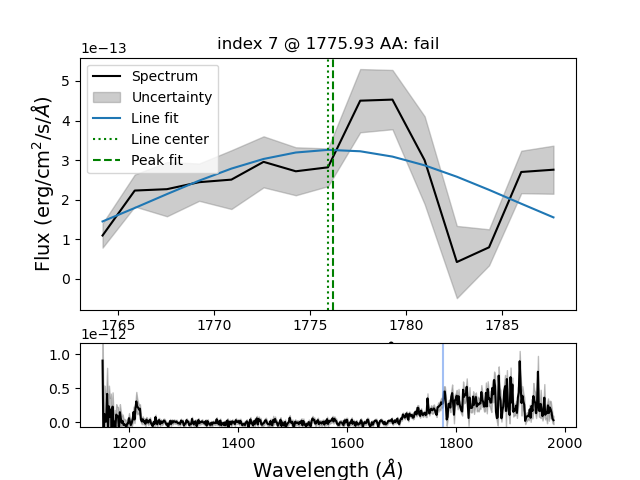 index 7 @ 1775.93 AA: fail
1e−13
Spectrum
Uncertainty
Line fit
Line center
Peak fit
Flux (erg/cm²/s/Å)
5
4
3
2
1
0
1765 1770 1775 1780 1785
1e−12
1.0
0.5
0.0
1200 1400 1600 1800 2000
Wavelength (Å)